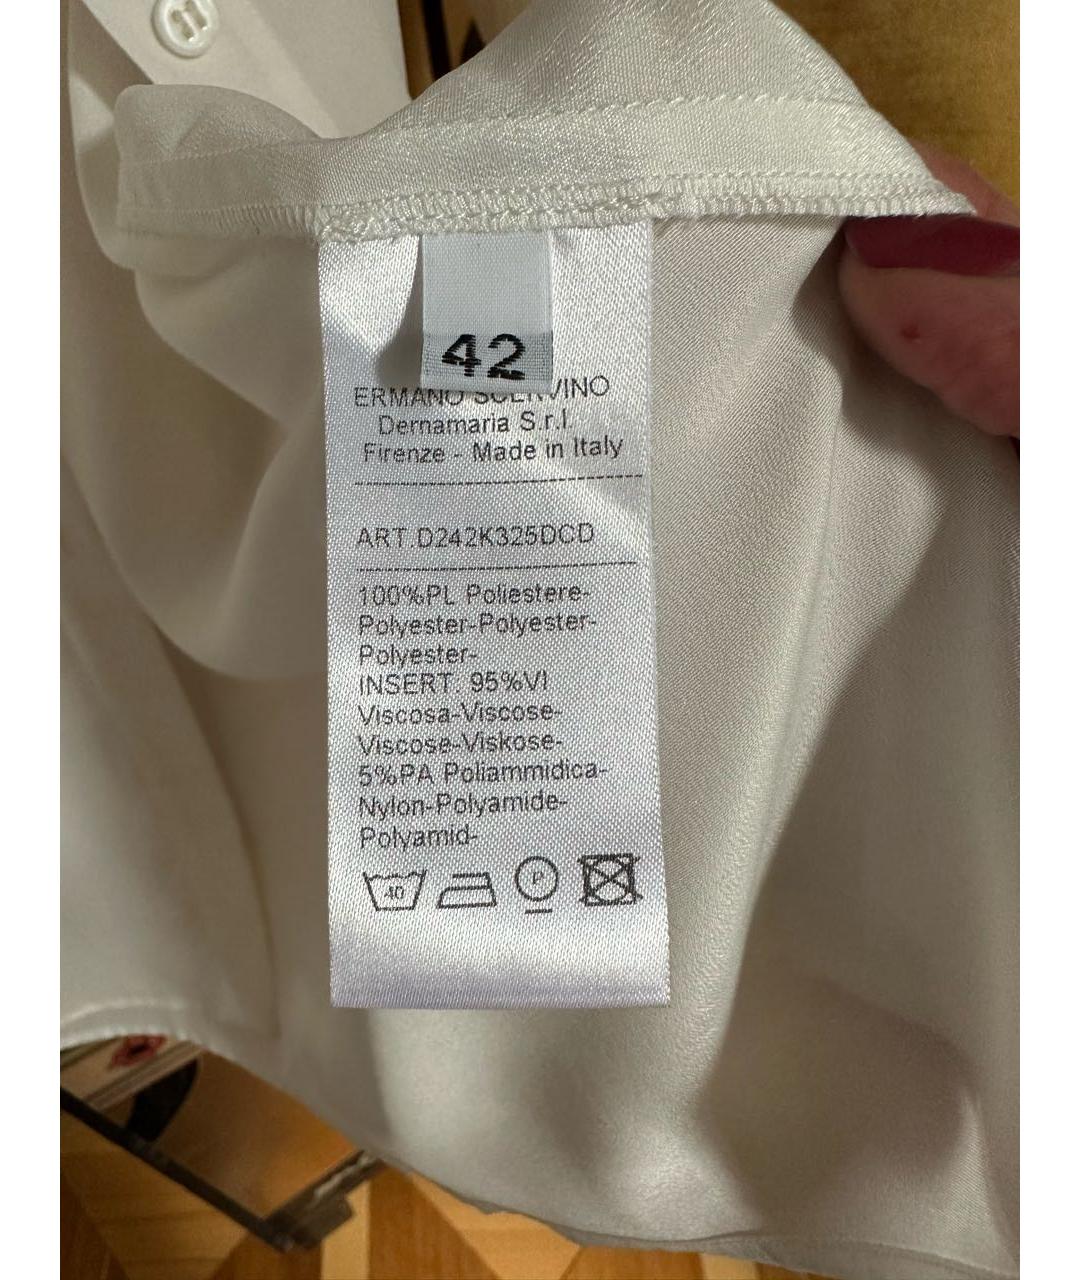 42
ERMANO SCERVINO
Dernamaria S.r.l.
Firenze - Made in Italy
ART.D242K325DCD
100%PL Poliestere-
Polyester-Polyester-
Polyester-
INSERT. 95%VI
Viscosa-Viscose-
Viscose-Viskose-
5%PA Poliammidica-
Nylon-Polyamide-
Polyamid-
40 P